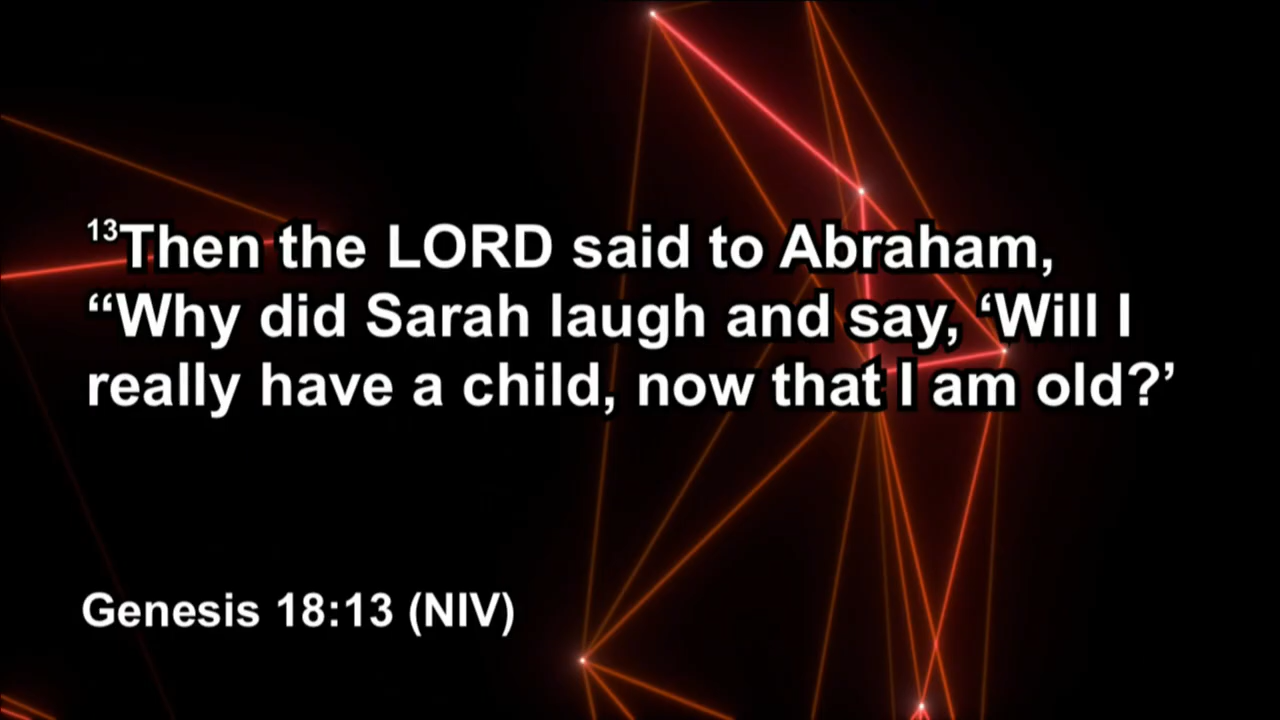 ¹³Then the LORD said to Abraham,
“Why did Sarah laugh and say, ‘Will I
really have a child, now that I am old?’
Genesis 18:13 (NIV)